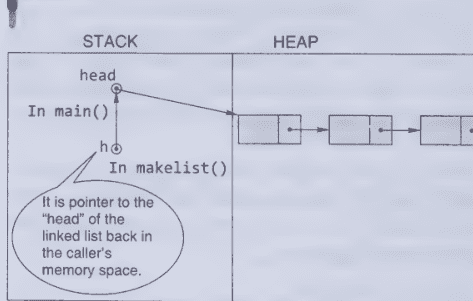 STACK HEAP
head
In main()
h
In makelist()
It is pointer to the
“head” of the
linked list back in
the caller's
memory space.